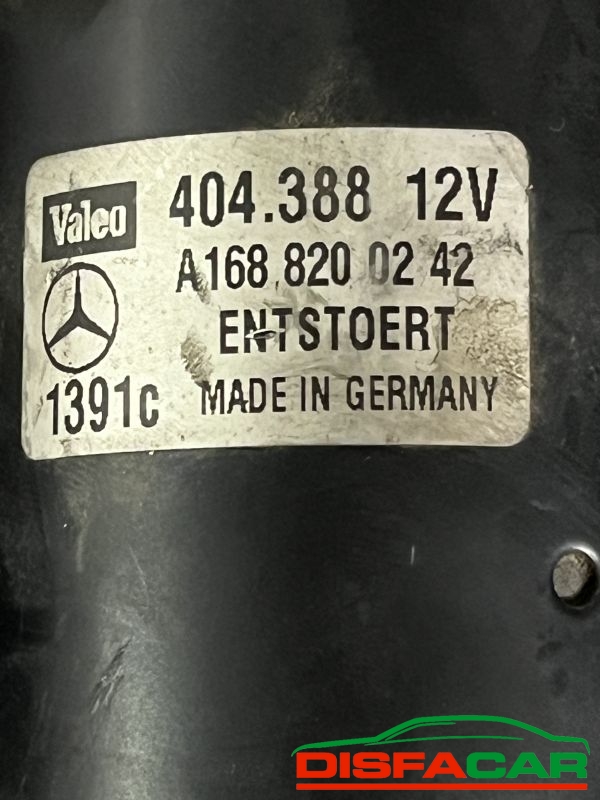 Valeo 404.388 12V
A168 820 02 42
ENTSTOERT
1391c MADE IN GERMANY
DISFACAR